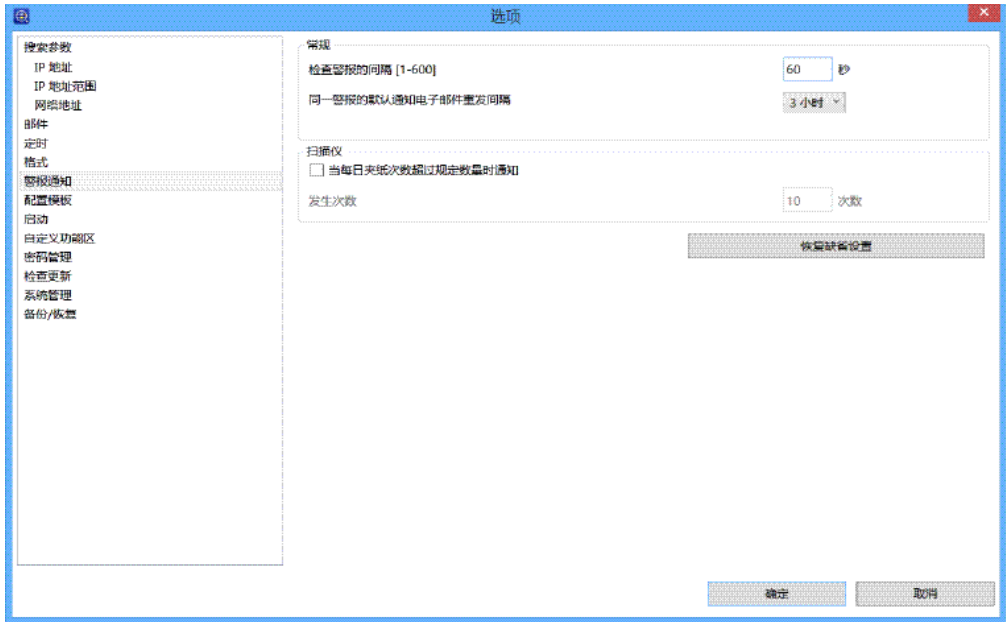 选项
搜索参数
IP 地址
IP 地址范围
网络地址
邮件
定时
格式
警报通知
配置模板
启动
自定义功能区
密码管理
检查更新
系统管理
备份/恢复
常规
检查警报的间隔 [1-600]
60 秒
同一警报的默认通知电子邮件重发间隔
3 小时
扫描仪
当每日夹纸次数超过规定数量时通知
发生次数
10 次数
恢复缺省设置
确定
取消